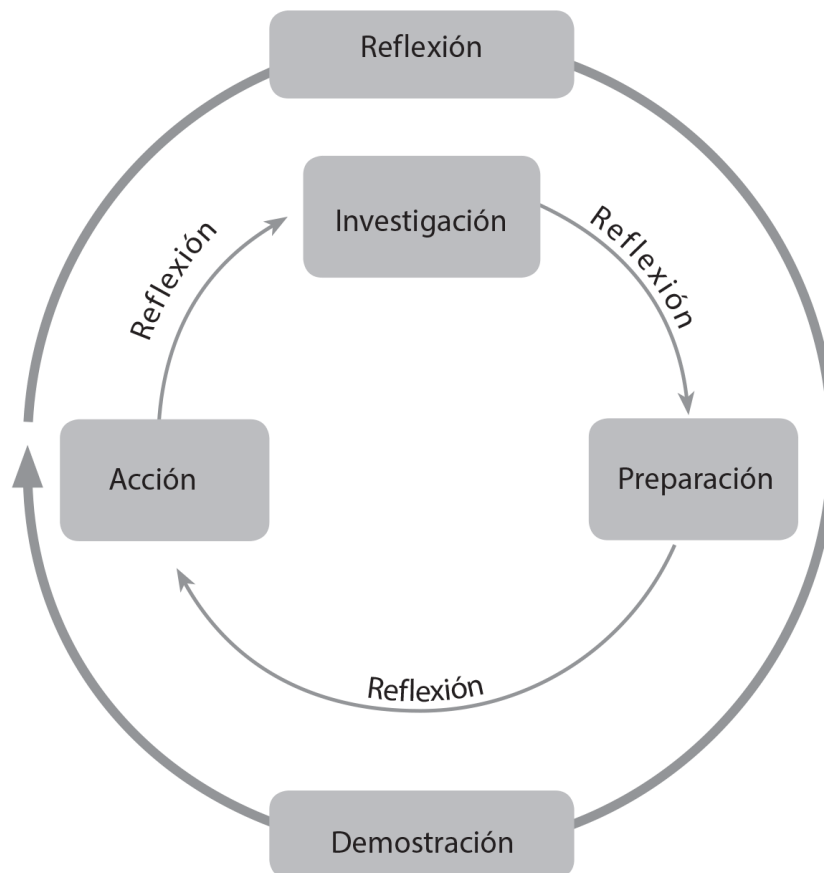 Reflexión
Investigación
Reflexión
Reflexión
Acción
Preparación
Reflexión
Demostración